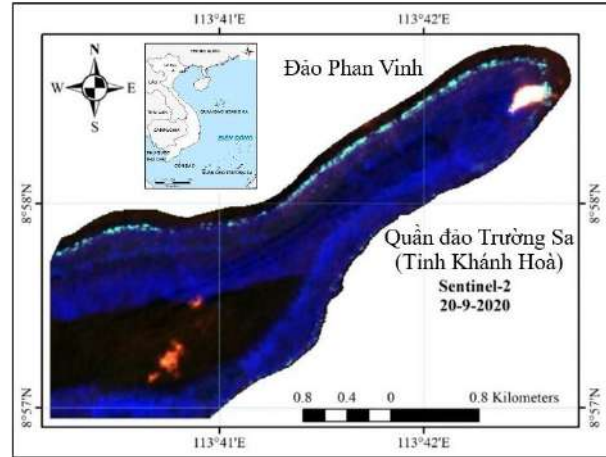 113°41'E
113°42'E
N
W
E
S
Đảo Phan Vinh
BIỂN ĐÔNG
8°58'N
8°58'N
Quần đảo Trường Sa
(Tỉnh Khánh Hoà)
Sentinel-2
20-9-2020
0.8
0.4
0
0.8 Kilometers
8°57'N
8°57'N
113°41'E
113°42'E